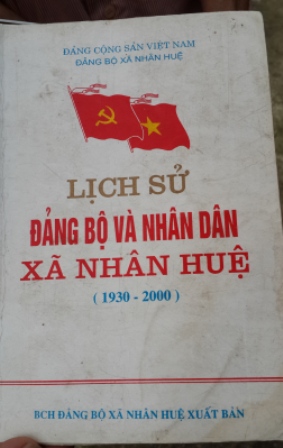 ĐẢNG CỘNG SẢN VIỆT NAM
ĐẢNG BỘ XÃ NHÂN HUỆ
LỊCH SỬ
ĐẢNG BỘ VÀ NHÂN DÂN
XÃ NHÂN HUỆ
( 1930 - 2000 )
BCH ĐẢNG BỘ XÃ NHÂN HUỆ XUẤT BẢN